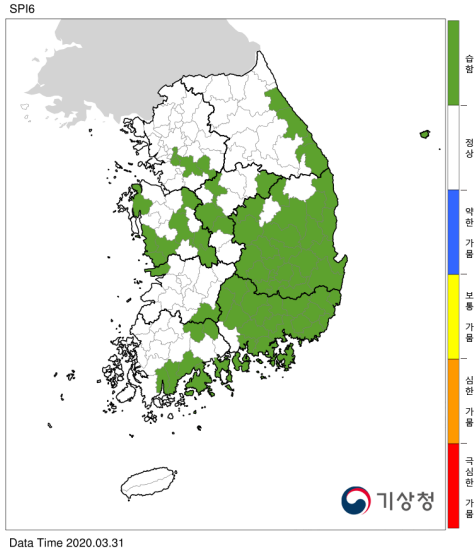 SPI6
습함
정상
약한 가뭄
보통 가뭄
심한 가뭄
극심한 가뭄
기상청
Data Time 2020.03.31